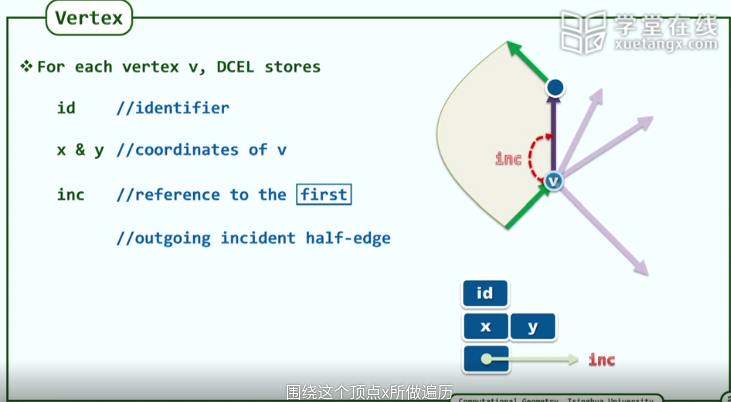 Vertex
学堂在线
xuetangx.com
❖For each vertex v, DCEL stores
id //identifier
x & y //coordinates of v
inc //reference to the first
//outgoing incident half-edge
inc
v
id
x y
inc
围绕这个顶点x所做遍历
Computational Geometry, Tsinghua University